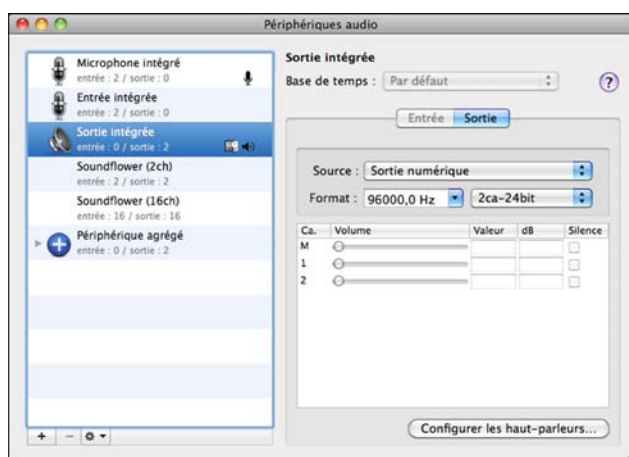 Périphériques audio
Microphone intégré
entrée : 2 / sortie : 0
Entrée intégrée
entrée : 2 / sortie : 0
Sortie intégrée
entrée : 0 / sortie : 2
Soundflower (2ch)
entrée : 2 / sortie : 2
Soundflower (16ch)
entrée : 16 / sortie : 16
Périphérique agrégé
entrée : 0 / sortie : 2
Sortie intégrée
Base de temps : Par défaut ?
Entrée Sortie
Source : Sortie numérique
Format : 96000,0 Hz 2ca-24bit
Ca. Volume Valeur dB Silence
M
1
2
Configurer les haut-parleurs...